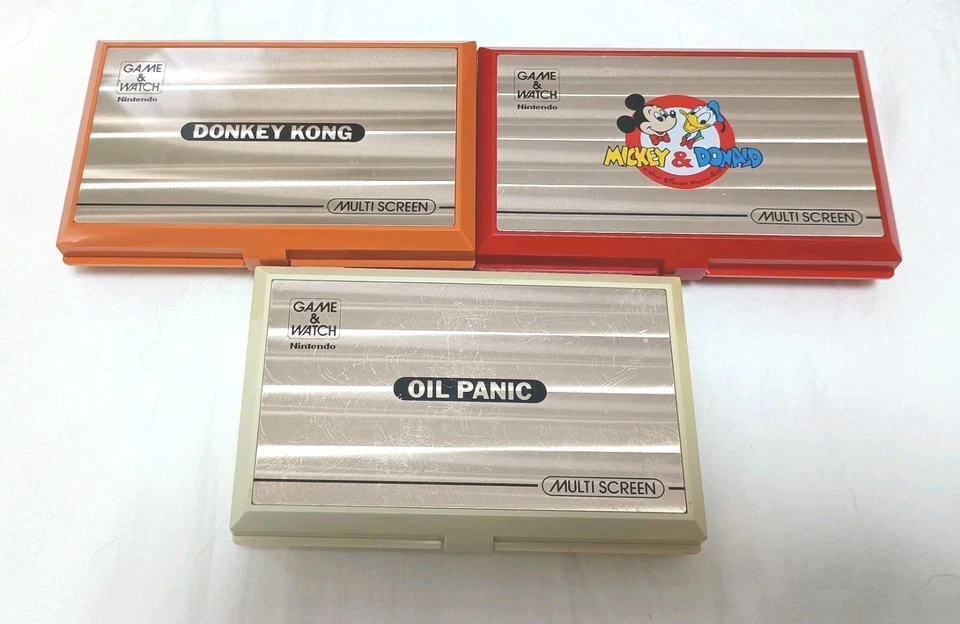 GAME
&
WATCH
Nintendo
DONKEY KONG
MULTI SCREEN
GAME
&
WATCH
Nintendo
MICKEY & DONALD
MULTI SCREEN
GAME
&
WATCH
Nintendo
OIL PANIC
MULTI SCREEN